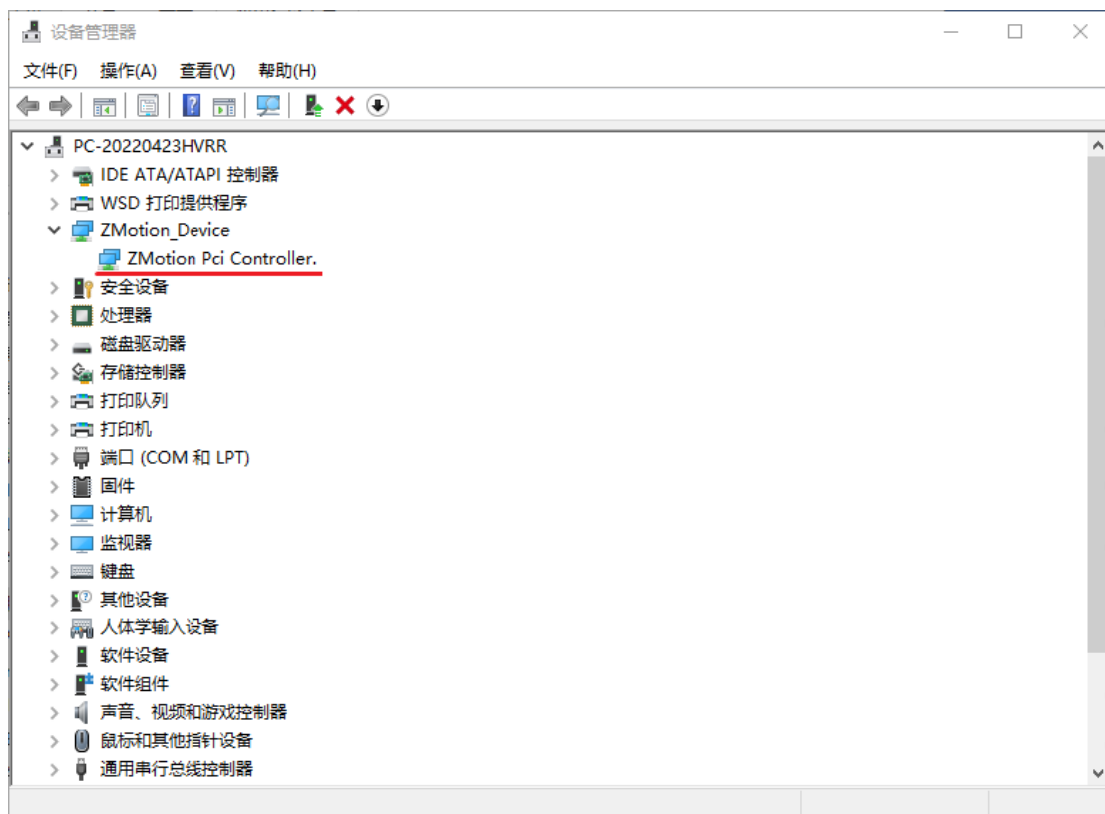 设备管理器
文件(F) 操作(A) 查看(V) 帮助(H)
PC-20220423HVRR
IDE ATA/ATAPI 控制器
WSD 打印提供程序
ZMotion_Device
ZMotion Pci Controller.
安全设备
处理器
磁盘驱动器
存储控制器
打印队列
打印机
端口 (COM 和 LPT)
固件
计算机
监视器
键盘
其他设备
人体学输入设备
软件设备
软件组件
声音、视频和游戏控制器
鼠标和其他指针设备
通用串行总线控制器